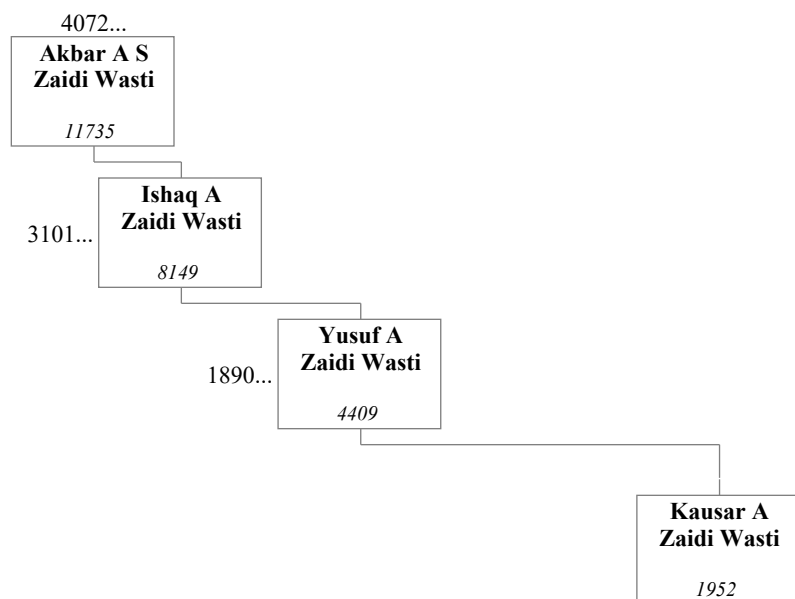 4072...
Akbar A S
Zaidi Wasti
11735
Ishaq A
Zaidi Wasti
3101...
8149
Yusuf A
Zaidi Wasti
1890...
4409
Kausar A
Zaidi Wasti
1952